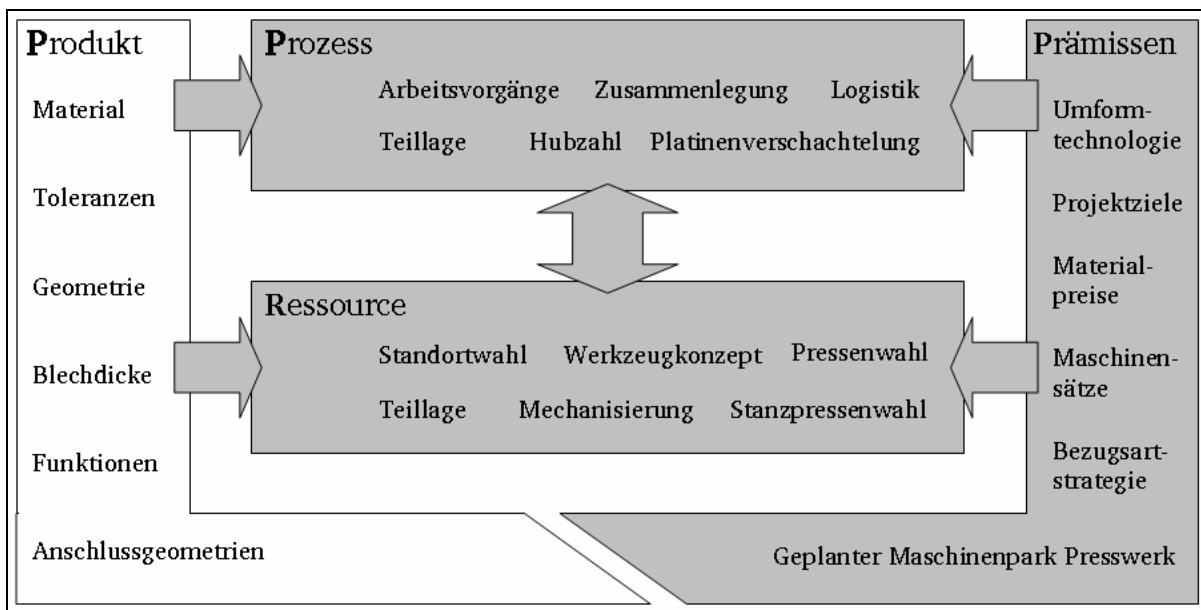 Produkt
Material
Toleranzen
Geometrie
Blechdicke
Funktionen
Anschlussgeometrien
Prozess
Arbeitsvorgänge Zusammenlegung Logistik
Teillage Hubzahl Platinenverschachtelung
Ressource
Standortwahl Werkzeugkonzept Pressenwahl
Teillage Mechanisierung Stanzpressenwahl
Prämissen
Umform-
technologie
Projektziele
Material-
preise
Maschinen-
sätze
Bezugsart-
strategie
Geplanter Maschinenpark Presswerk